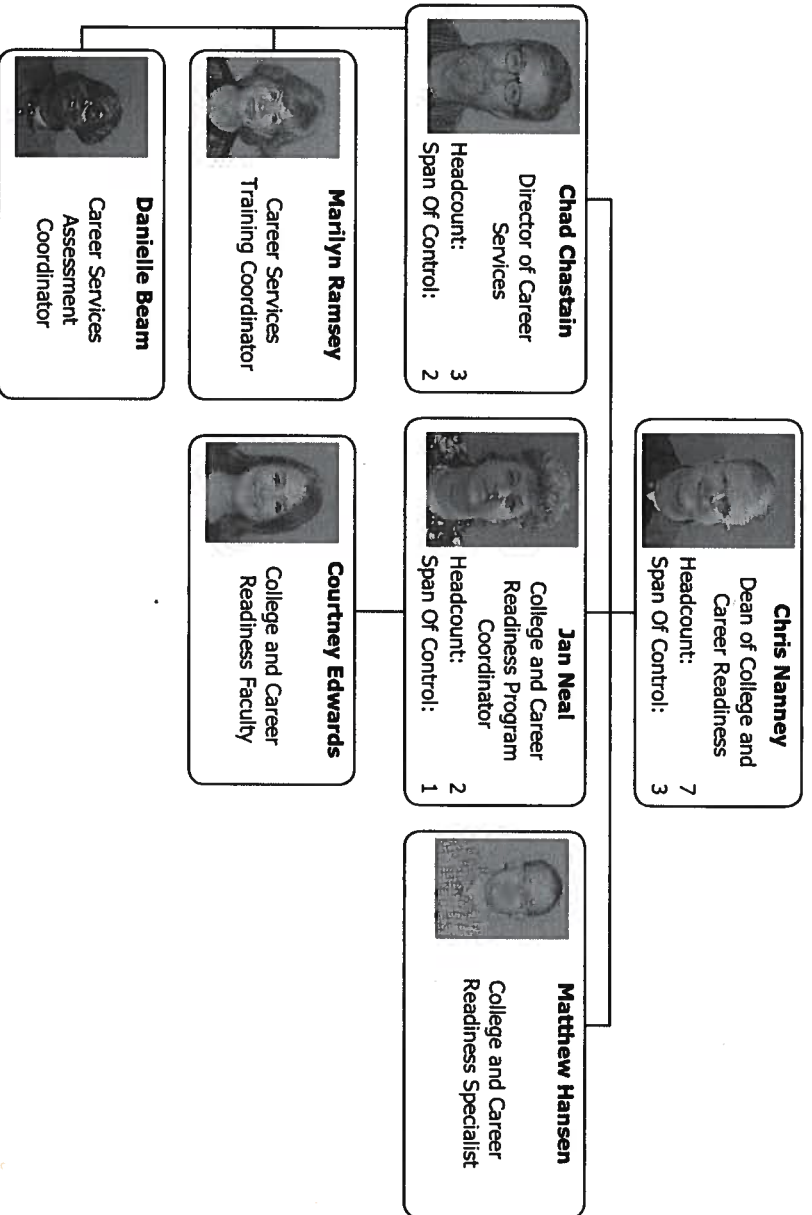 Chris Nanney
Dean of College and
Career Readiness
Headcount: 7
Span Of Control: 3
Chad Chastain
Director of Career
Services
Headcount: 3
Span Of Control: 2
Jan Neal
College and Career
Readiness Program
Coordinator
Headcount: 2
Span Of Control: 1
Matthew Hansen
College and Career
Readiness Specialist
Marilyn Ramsey
Career Services
Training Coordinator
Courtney Edwards
College and Career
Readiness Faculty
Danielle Beam
Career Services
Assessment
Coordinator